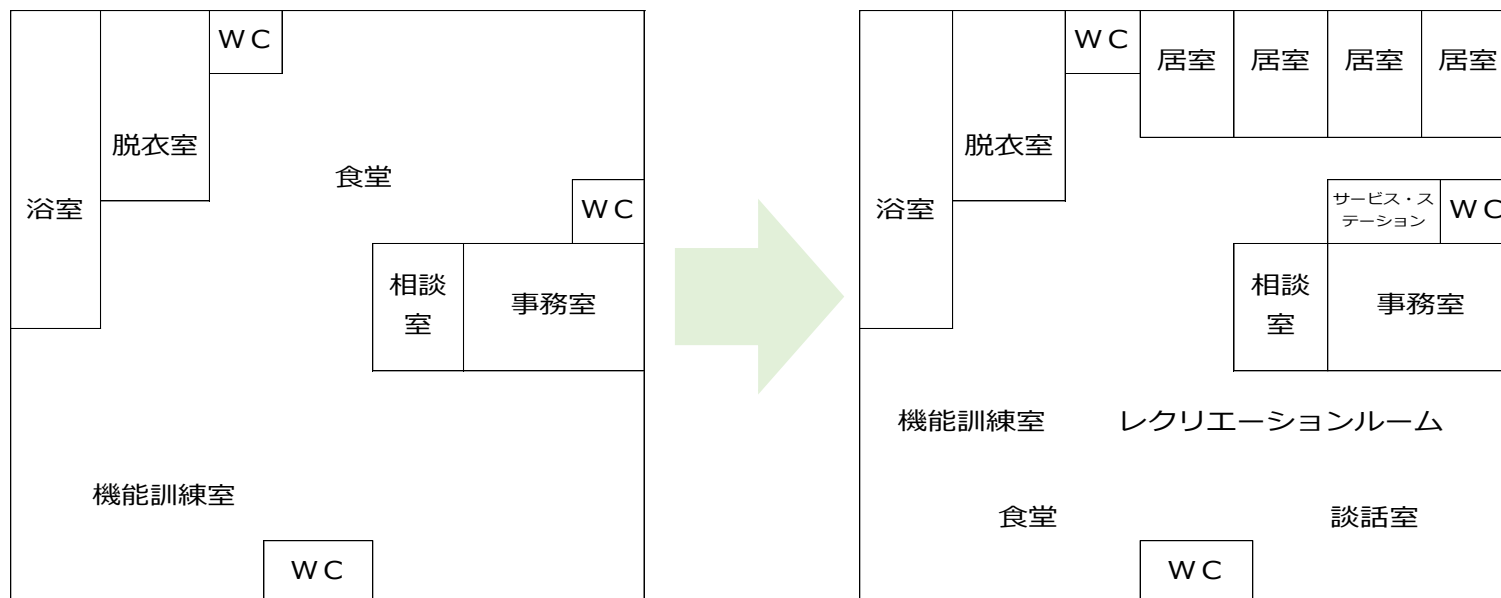 ＷＣ
脱衣室
食堂
浴室
ＷＣ
相談
室
事務室
機能訓練室
ＷＣ
ＷＣ
居室
居室
居室
居室
脱衣室
浴室
サービス・ス
テーション
ＷＣ
相談
室
事務室
機能訓練室
レクリエーションルーム
食堂
談話室
ＷＣ